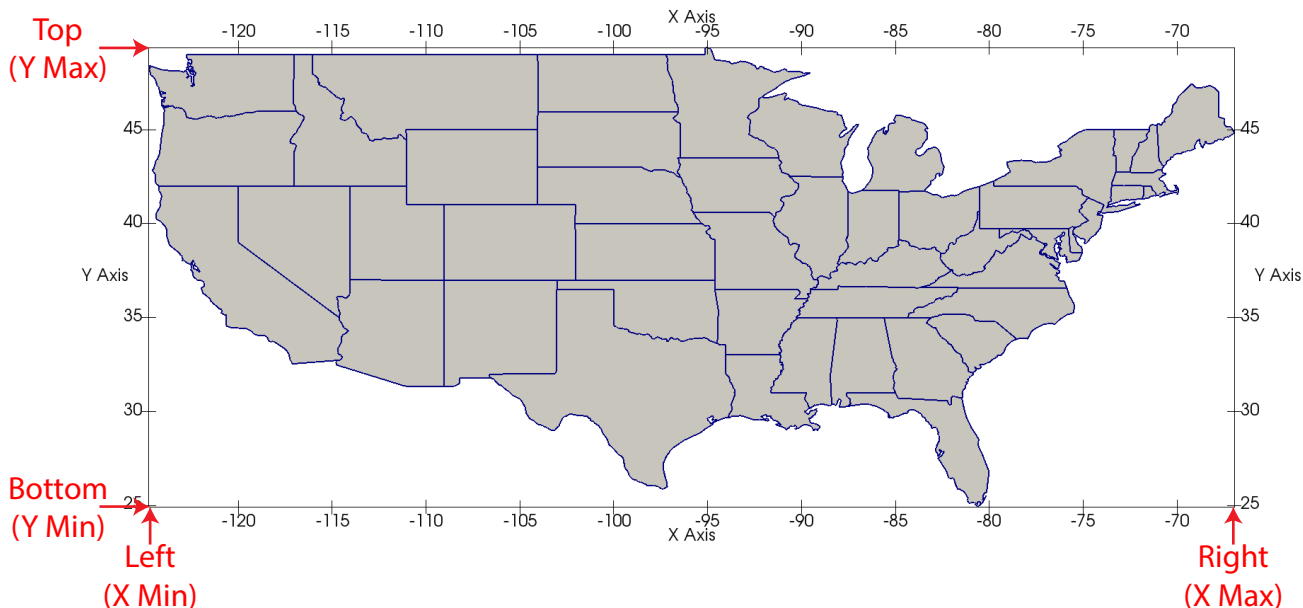 X Axis
-120 -115 -110 -105 -100 -95 -90 -85 -80 -75 -70
Top
(Y Max)
45 45
40 40
Y Axis Y Axis
35 35
30 30
25 25
Bottom
(Y Min)
-120 -115 -110 -105 -100 -95 -90 -85 -80 -75 -70
X Axis
Left
(X Min)
Right
(X Max)